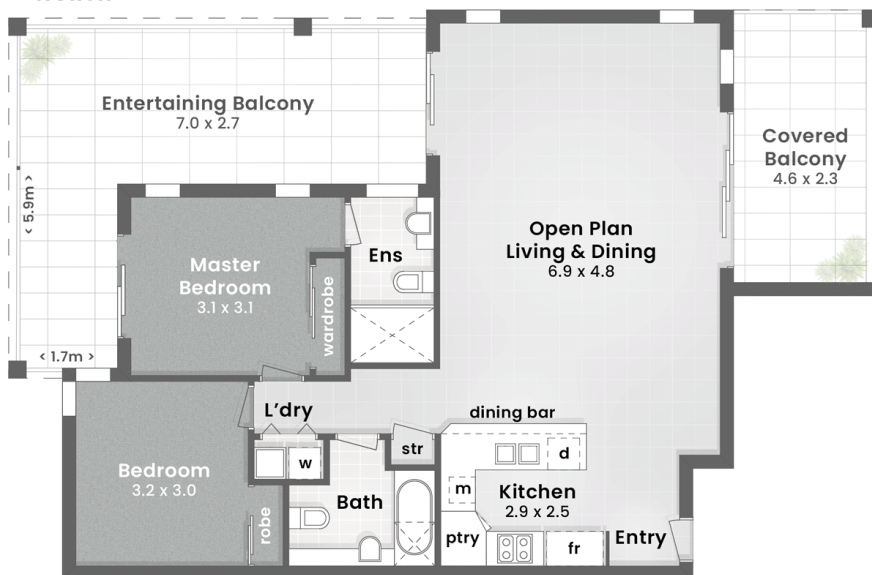 Entertaining Balcony
7.0 x 2.7
Covered
Balcony
4.6 x 2.3
< 5.9m >
Open Plan
Living & Dining
6.9 x 4.8
Ens
Master
Bedroom
3.1 x 3.1
wardrobe
< 1.7m >
L'dry
dining bar
str
d
w
Bedroom
3.2 x 3.0
m
Kitchen
2.9 x 2.5
Bath
robe
ptry
fr
Entry